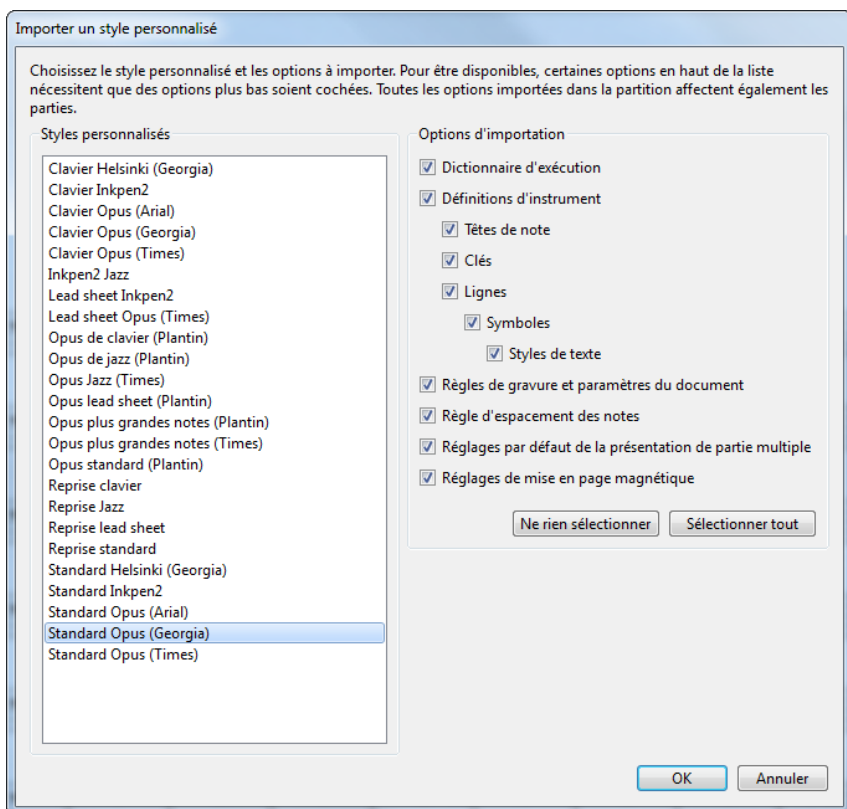 Importer un style personnalisé
Choisissez le style personnalisé et les options à importer. Pour être disponibles, certaines options en haut de la liste
nécessitent que des options plus bas soient cochées. Toutes les options importées dans la partition affectent également les
parties.
Styles personnalisés
Clavier Helsinki (Georgia)
Clavier Inkpen2
Clavier Opus (Arial)
Clavier Opus (Georgia)
Clavier Opus (Times)
Inkpen2 Jazz
Lead sheet Inkpen2
Lead sheet Opus (Times)
Opus de clavier (Plantin)
Opus de jazz (Plantin)
Opus Jazz (Times)
Opus lead sheet (Plantin)
Opus plus grandes notes (Plantin)
Opus plus grandes notes (Times)
Opus standard (Plantin)
Reprise clavier
Reprise Jazz
Reprise lead sheet
Reprise standard
Standard Helsinki (Georgia)
Standard Inkpen2
Standard Opus (Arial)
Standard Opus (Georgia)
Standard Opus (Times)
Options d'importation
Dictionnaire d'exécution
Définitions d'instrument
Têtes de note
Clés
Lignes
Symboles
Styles de texte
Règles de gravure et paramètres du document
Règle d'espacement des notes
Réglages par défaut de la présentation de partie multiple
Réglages de mise en page magnétique
Ne rien sélectionner
Sélectionner tout
OK
Annuler